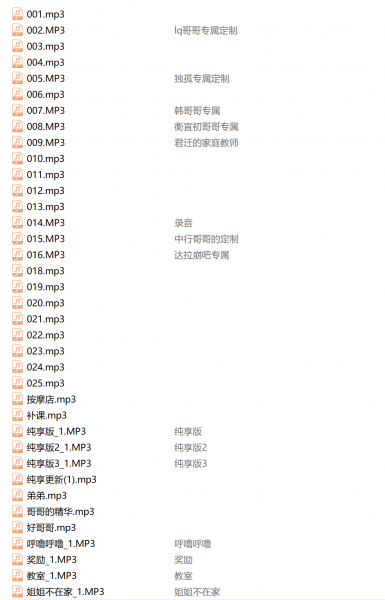 001.mp3
002.MP3 lq哥哥专属定制
003.mp3
004.mp3
005.MP3 独孤专属定制
006.mp3
007.MP3 韩哥哥专属
008.MP3 衡宣初哥哥专属
009.MP3 君迁的家庭教师
010.mp3
011.mp3
012.mp3
013.mp3
014.MP3 录音
015.MP3 中行哥哥的定制
016.MP3 达拉崩吧专属
018.mp3
019.mp3
020.mp3
021.mp3
022.mp3
023.mp3
024.mp3
025.mp3
按摩店.mp3
补课.mp3
纯享版_1.MP3 纯享版
纯享版2_1.MP3 纯享版2
纯享版3_1.MP3 纯享版3
纯享更新(1).mp3
弟弟.mp3
哥哥的精华.mp3
好哥哥.mp3
呼噜呼噜_1.MP3 呼噜呼噜
奖励_1.MP3 奖励
教室_1.MP3 教室
姐姐不在家_1.MP3 姐姐不在家